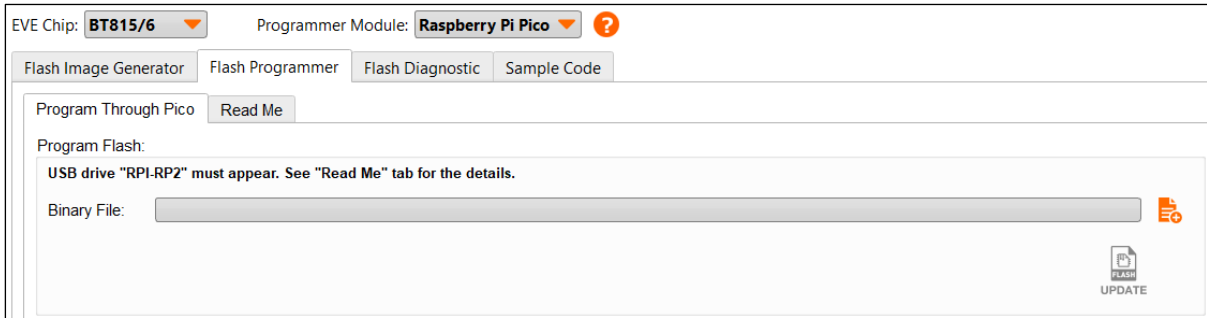 EVE Chip: BT815/6 Programmer Module: Raspberry Pi Pico ?
Flash Image Generator Flash Programmer Flash Diagnostic Sample Code
Program Through Pico Read Me
Program Flash:
USB drive "RPI-RP2" must appear. See "Read Me" tab for the details.
Binary File:
FLASH
UPDATE